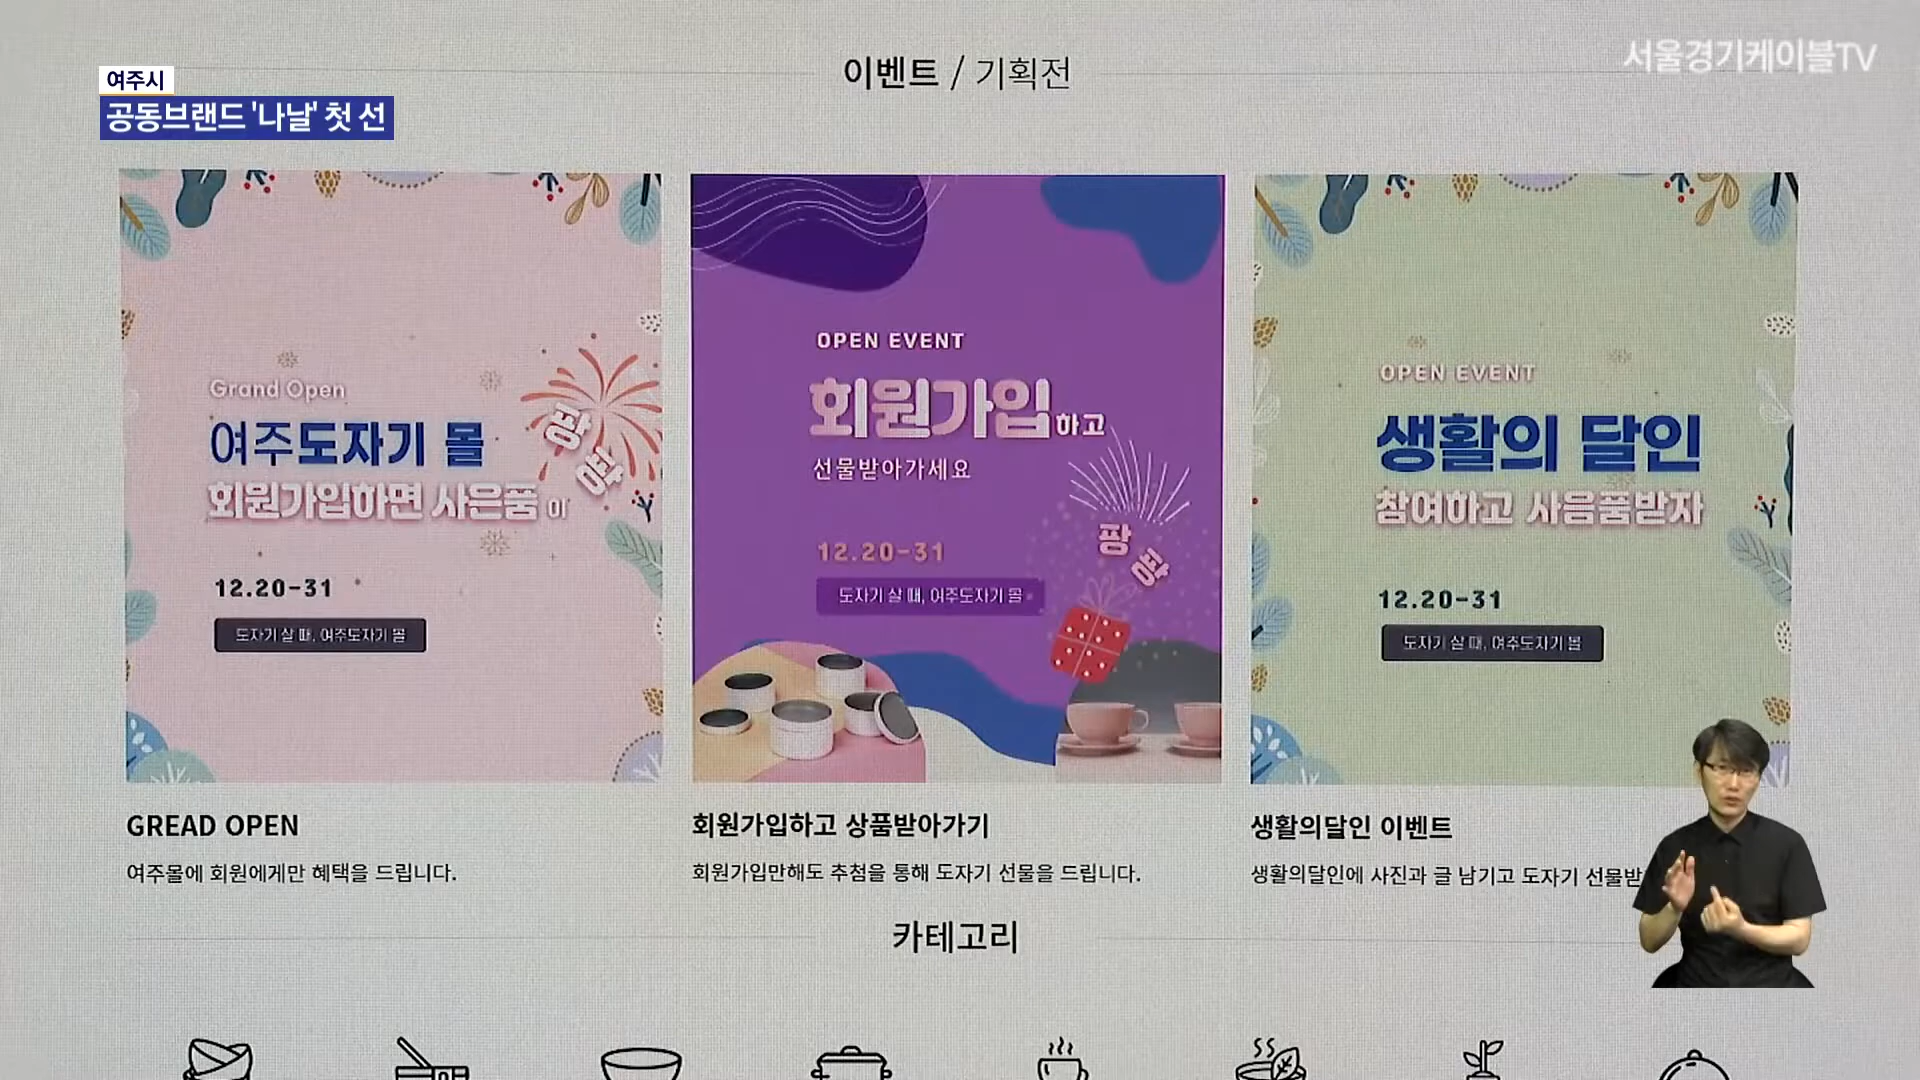 이벤트 / 기획전
서울경기케이블TV
여주시
공동브랜드 '나날' 첫 선
Grand Open
여주도자기 몰
회원가입하면 사은품이
팡
팡
12.20-31
도자기 살 때, 여주도자기 몰
GREAD OPEN
여주몰에 회원에게만 혜택을 드립니다.
OPEN EVENT
회원가입하고
선물받아가세요
팡
팡
12.20-31
도자기 살 때, 여주도자기 몰
회원가입하고 상품받아가기
회원가입만해도 추첨을 통해 도자기 선물을 드립니다.
OPEN EVENT
생활의 달인
참여하고 사음품받자
12.20-31
도자기 살 때, 여주도자기 몰
생활의달인 이벤트
생활의달인에 사진과 글 남기고 도자기 선물받
카테고리